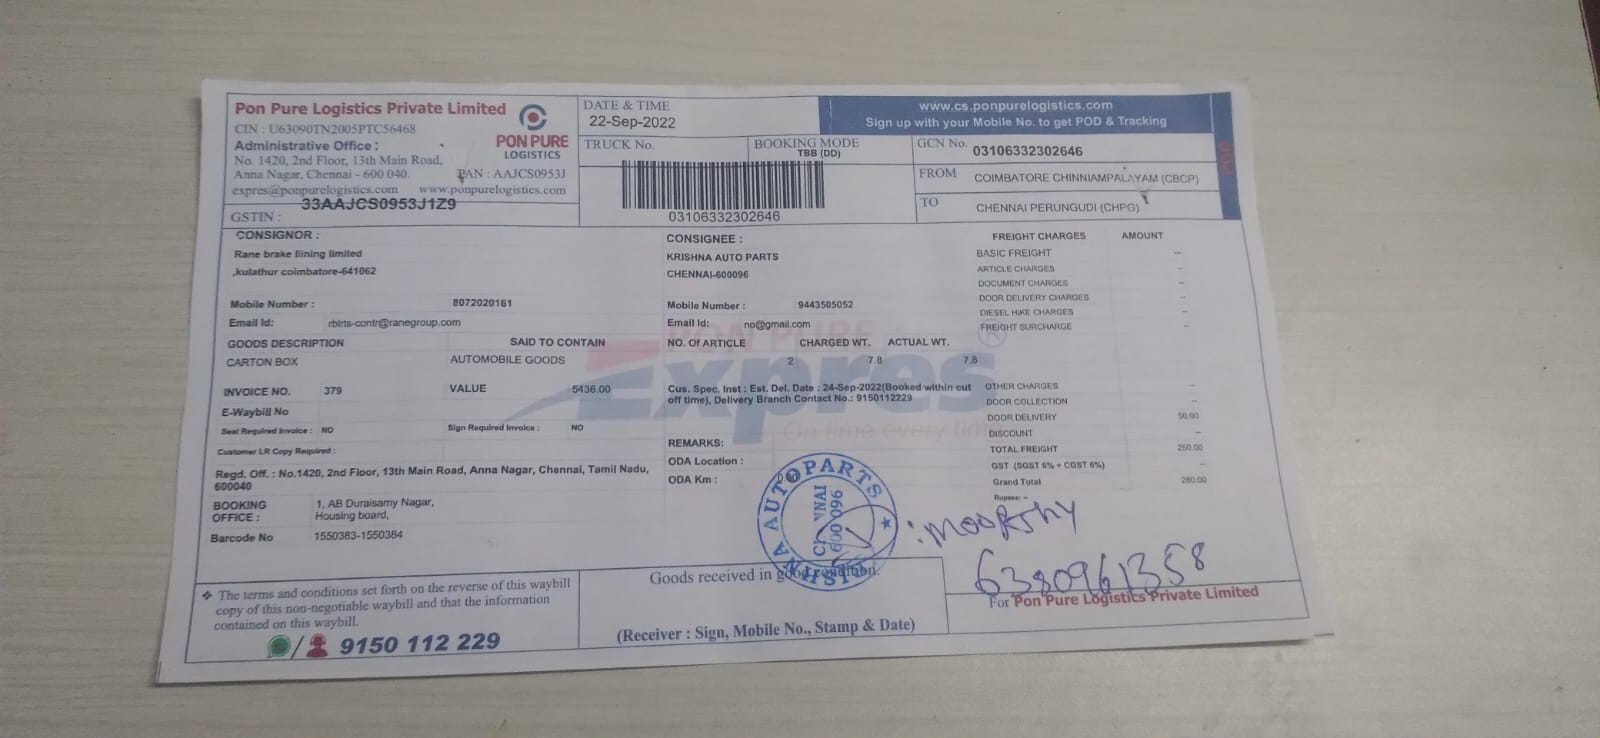 Pon Pure Logistics Private Limited
CIN : U63090TN2005PTC56468
Administrative Office :
No. 1420, 2nd Floor, 13th Main Road,
Anna Nagar, Chennai - 600 040.
PAN : AAJCS0953J
expres@ponpurelogistics.com www.ponpurelogistics.com
33AAJCS0953J1Z9
GSTIN :
PON PURE
LOGISTICS
DATE & TIME
22-Sep-2022
TRUCK No.
BOOKING MODE
TBB (DD)
03106332302646
www.cs.ponpurelogistics.com
Sign up with your Mobile No. to get POD & Tracking
GCN No. 03106332302646
FROM COIMBATORE CHINNIAMPALAYAM (CBCP)
TO CHENNAI PERUNGUDI (CHPG)
POD
CONSIGNOR :
Rane brake liining limited
,kulathur coimbatore-641062
Mobile Number : 8072020161
Email Id: rblrts-contr@ranegroup.com
GOODS DESCRIPTION SAID TO CONTAIN
CARTON BOX AUTOMOBILE GOODS
INVOICE NO. 379 VALUE 5436.00
E-Waybill No
Seal Required Invoice : NO Sign Required Invoice : NO
Customer LR Copy Required :
Regd. Off. : No.1420, 2nd Floor, 13th Main Road, Anna Nagar, Chennai, Tamil Nadu,
600040
BOOKING
OFFICE :
1, AB Duraisamy Nagar,
Housing board,
Barcode No 1550383-1550384
CONSIGNEE :
KRISHNA AUTO PARTS
CHENNAI-600096
Mobile Number : 9443505052
Email Id: no@gmail.com
NO. Of ARTICLE CHARGED WT. ACTUAL WT.
2 7.8 7.8
Cus. Spec. Inst : Est. Del. Date : 24-Sep-2022(Booked within cut
off time), Delivery Branch Contact No.: 9150112229
REMARKS:
ODA Location :
ODA Km :
PON PURE
Expres
On time every time
FREIGHT CHARGES AMOUNT
BASIC FREIGHT --
ARTICLE CHARGES --
DOCUMENT CHARGES --
DOOR DELIVERY CHARGES --
DIESEL HIKE CHARGES --
FREIGHT SURCHARGE --
OTHER CHARGES --
DOOR COLLECTION --
DOOR DELIVERY 50.00
DISCOUNT --
TOTAL FREIGHT 250.00
GST (SGST 6% + CGST 6%) --
Grand Total 280.00
Rupees: --
AUTOPARTS
CHENNAI
600 096
: moorthy
6380961358
Goods received in good condition.
(Receiver : Sign, Mobile No., Stamp & Date)
For Pon Pure Logistics Private Limited
❖ The terms and conditions set forth on the reverse of this waybill
copy of this non-negotiable waybill and that the information
contained on this waybill.
/ 9150 112 229